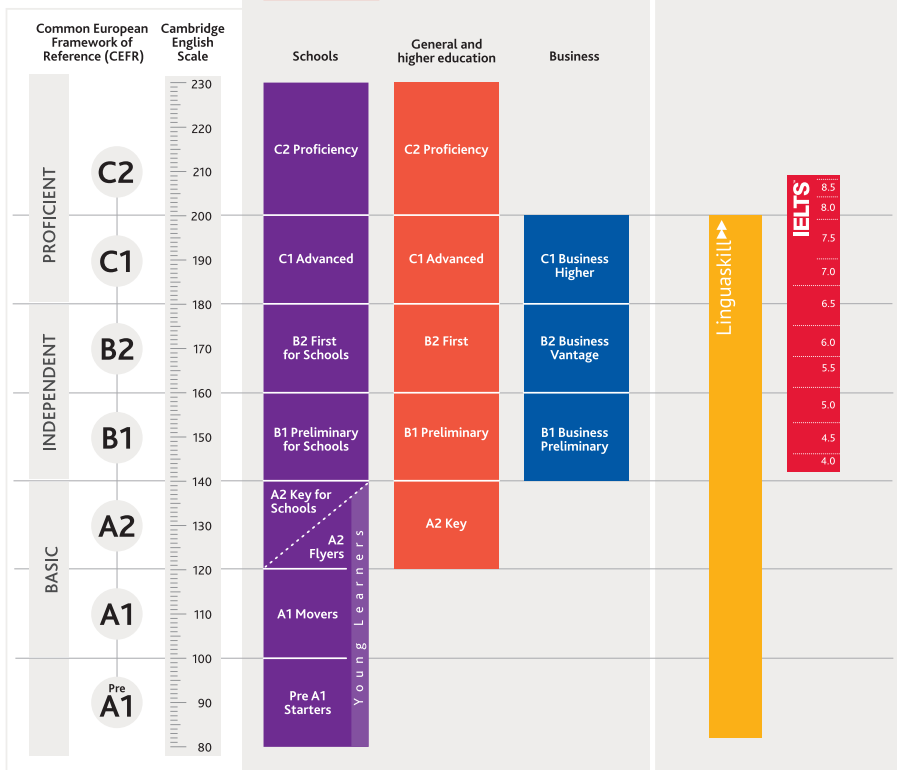 Common European
Framework of
Reference (CEFR)
Cambridge
English
Scale
Schools
General and
higher education
Business
PROFICIENT
INDEPENDENT
BASIC
C2
C1
B2
B1
A2
A1
Pre
A1
230
220
210
200
190
180
170
160
150
140
130
120
110
100
90
80
C2 Proficiency
C1 Advanced
B2 First
for Schools
B1 Preliminary
for Schools
A2 Key for
Schools
A2
Flyers
A1 Movers
Pre A1
Starters
Young Learners
C2 Proficiency
C1 Advanced
B2 First
B1 Preliminary
A2 Key
C1 Business
Higher
B2 Business
Vantage
B1 Business
Preliminary
Linguaskill
IELTS
8.5
8.0
7.5
7.0
6.5
6.0
5.5
5.0
4.5
4.0